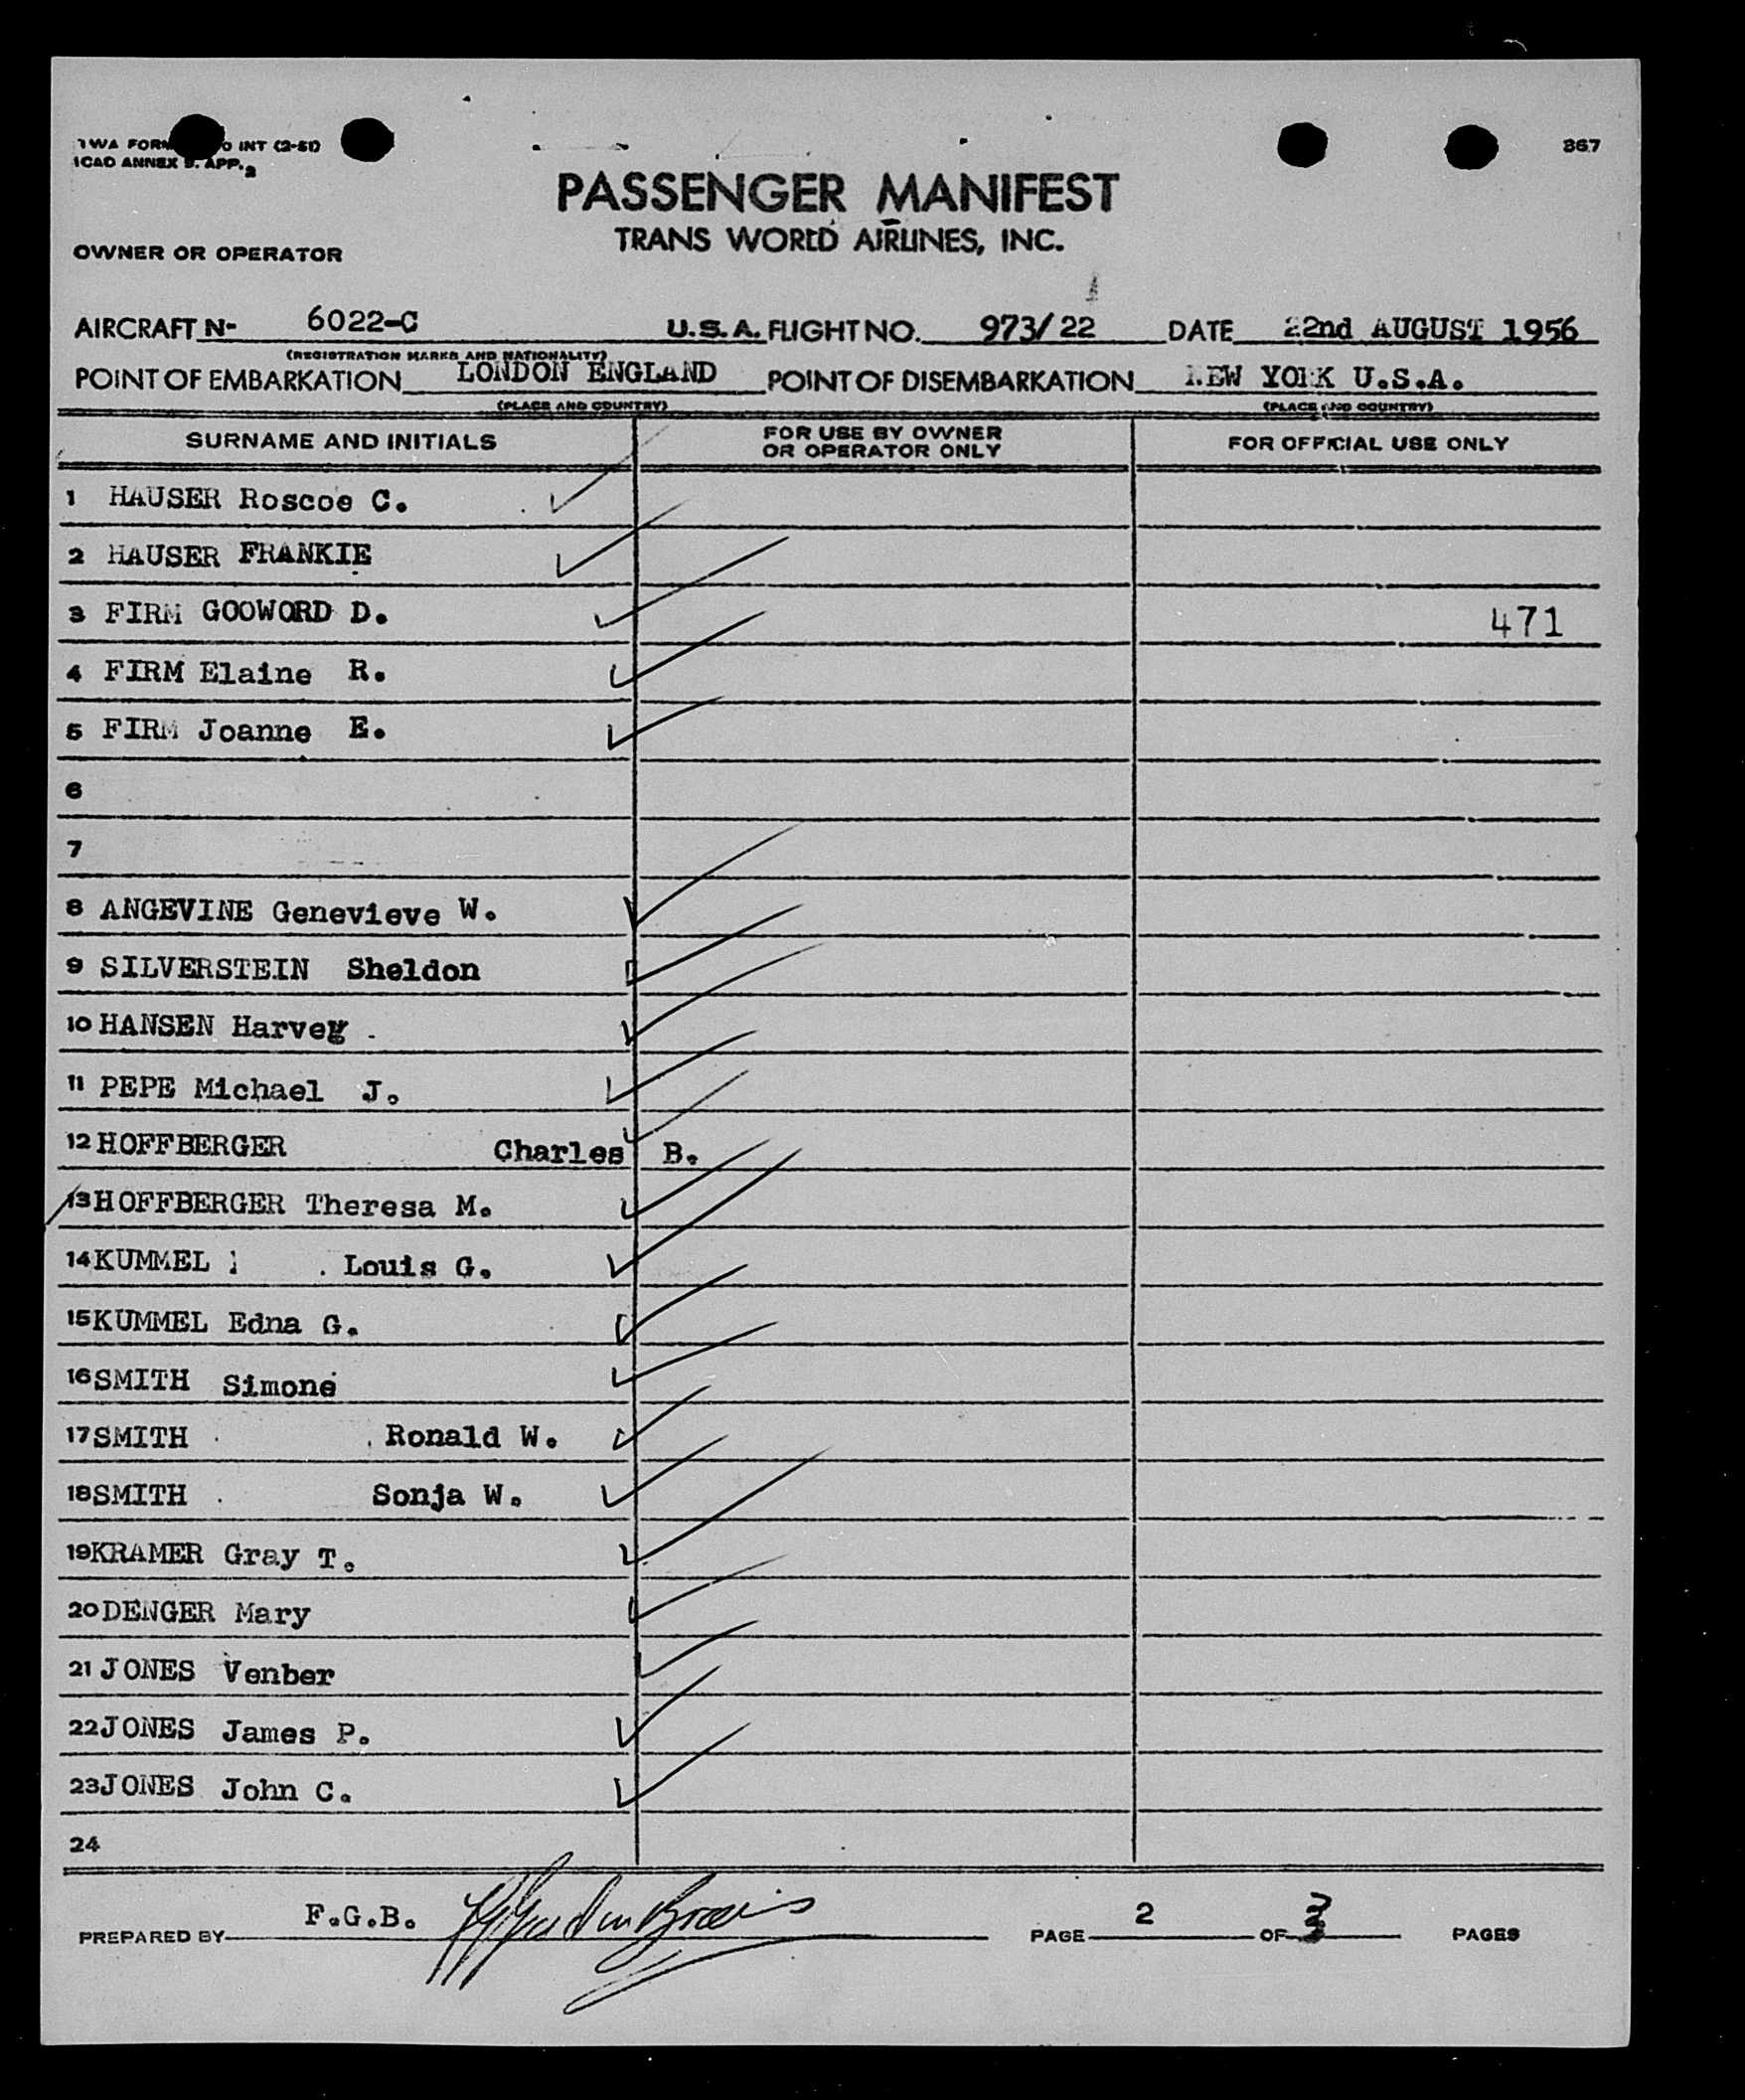 TWA FORM O INT (2-51)
ICAO ANNEX 9. APP. 2
367
PASSENGER MANIFEST
TRANS WORLD AIRLINES, INC.
OWNER OR OPERATOR
AIRCRAFT N- 6022-C U.S.A. FLIGHT NO. 973/22 DATE 22nd AUGUST 1956
(REGISTRATION MARKS AND NATIONALITY)
POINT OF EMBARKATION LONDON ENGLAND POINT OF DISEMBARKATION NEW YORK U.S.A.
(PLACE AND COUNTRY) (PLACE AND COUNTRY)
SURNAME AND INITIALS FOR USE BY OWNER OR OPERATOR ONLY FOR OFFICIAL USE ONLY
1 HAUSER Roscoe C.
2 HAUSER FRANKIE
3 FIRM GOOWORD D. 471
4 FIRM Elaine R.
5 FIRM Joanne E.
6
7
8 ANGEVINE Genevieve W.
9 SILVERSTEIN Sheldon
10 HANSEN Harvey
11 PEPE Michael J.
12 HOFFBERGER Charles B.
13 HOFFBERGER Theresa M.
14 KUMMEL Louis G.
15 KUMMEL Edna G.
16 SMITH Simone
17 SMITH Ronald W.
18 SMITH Sonja W.
19 KRAMER Gray T.
20 DENGER Mary
21 JONES Venber
22 JONES James P.
23 JONES John C.
24
PREPARED BY F.G.B. PAGE 2 OF 3 PAGES